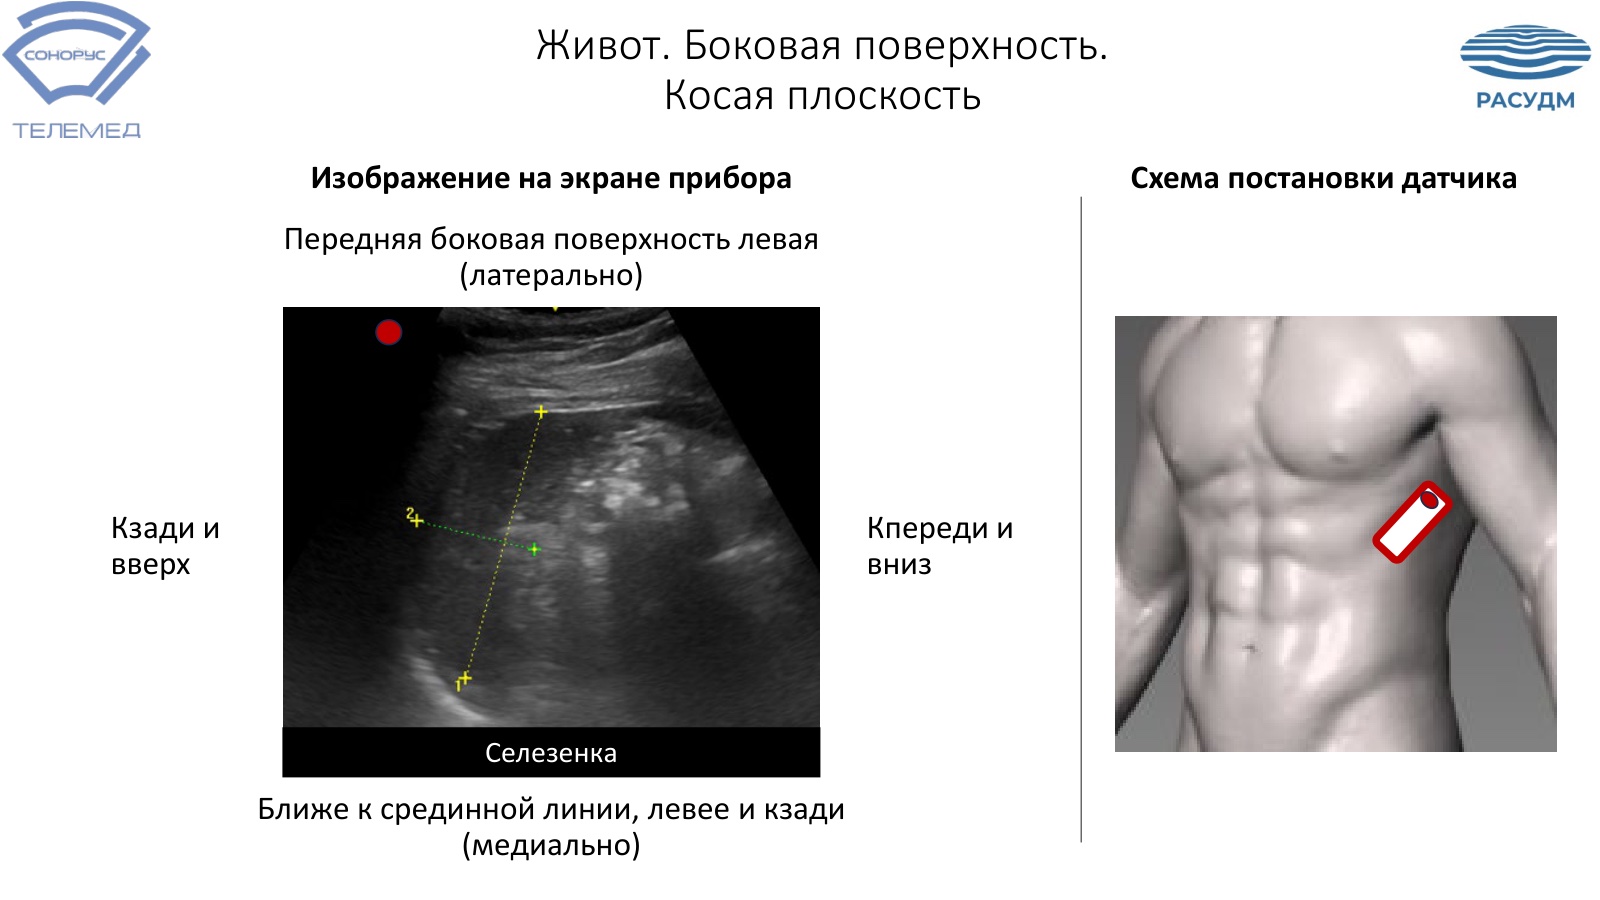 СОНОРУС
ТЕЛЕМЕД
Живот. Боковая поверхность.
Косая плоскость
РАСУДМ
Изображение на экране прибора
Схема постановки датчика
Передняя боковая поверхность левая
(латерально)
2
1
Кзади и
вверх
Кпереди и
вниз
Селезенка
Ближе к срединной линии, левее и кзади
(медиально)